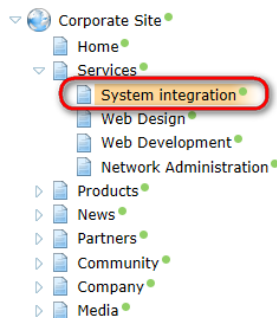 Corporate Site
Home
Services
System integration
Web Design
Web Development
Network Administration
Products
News
Partners
Community
Company
Media